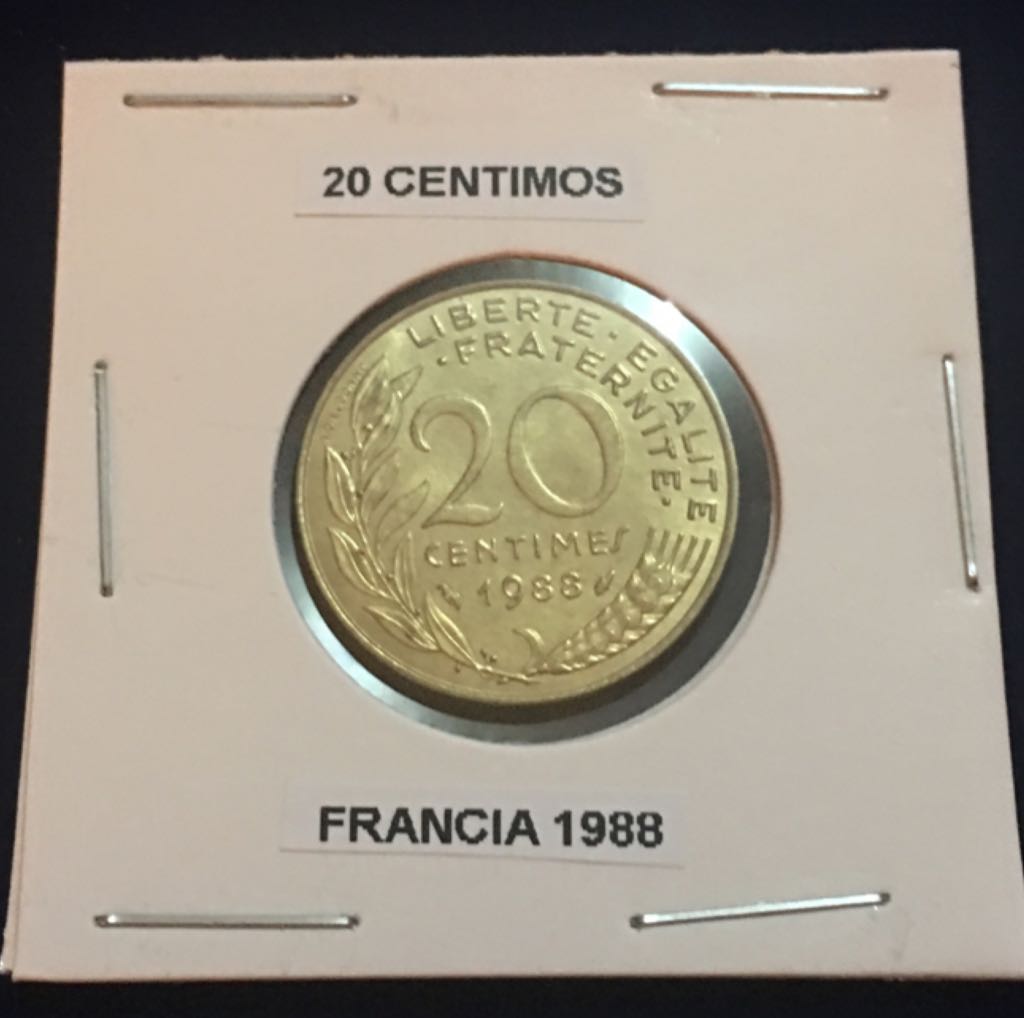 20 CENTIMOS
LIBERTE · EGALITE
· FRATERNITE ·
20
CENTIMES
1988
FRANCIA 1988